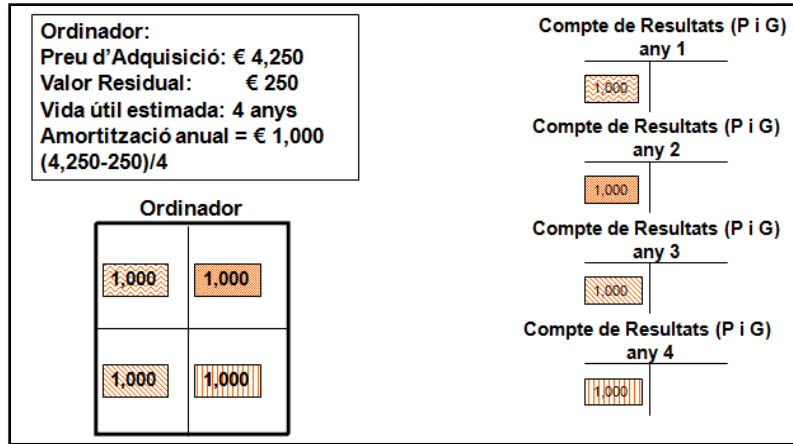 Ordinador:
Preu d'Adquisició: € 4,250
Valor Residual: € 250
Vida útil estimada: 4 anys
Amortització anual = € 1,000
(4,250-250)/4
Ordinador
1,000 1,000
1,000 1,000
Compte de Resultats (P i G)
any 1
1,000
Compte de Resultats (P i G)
any 2
1,000
Compte de Resultats (P i G)
any 3
1,000
Compte de Resultats (P i G)
any 4
1,000